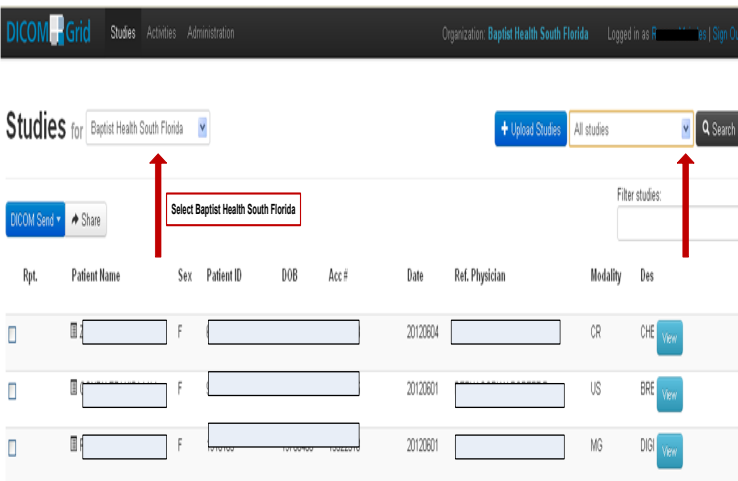 DICOM Grid Studies Activities Administration Organization: Baptist Health South Florida Logged in as
Studies for Baptist Health South Florida
+ Upload Studies All studies Search
Select Baptist Health South Florida
Filter studies:
DICOM Send Share
Rpt. Patient Name Sex Patient ID DOB Acc # Date Ref. Physician Modality Des
F 20120604 CR CHE View
F 20120601 US BRE View
F 20120601 MG DIGI View